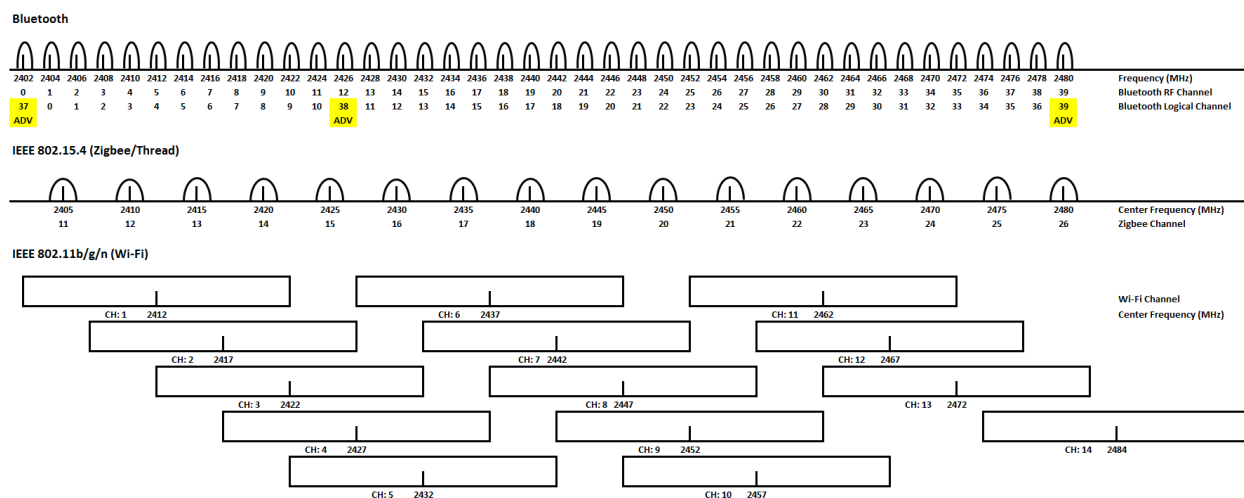 Bluetooth
2402 2404 2406 2408 2410 2412 2414 2416 2418 2420 2422 2424 2426 2428 2430 2432 2434 2436 2438 2440 2442 2444 2446 2448 2450 2452 2454 2456 2458 2460 2462 2464 2466 2468 2470 2472 2474 2476 2478 2480 Frequency (MHz)
0 1 2 3 4 5 6 7 8 9 10 11 12 13 14 15 16 17 18 19 20 21 22 23 24 25 26 27 28 29 30 31 32 33 34 35 36 37 38 39 Bluetooth RF Channel
37 0 1 2 3 4 5 6 7 8 9 10 38 11 12 13 14 15 16 17 18 19 20 21 22 23 24 25 26 27 28 29 30 31 32 33 34 35 36 39 Bluetooth Logical Channel
ADV ADV ADV
IEEE 802.15.4 (Zigbee/Thread)
2405 2410 2415 2420 2425 2430 2435 2440 2445 2450 2455 2460 2465 2470 2475 2480 Center Frequency (MHz)
11 12 13 14 15 16 17 18 19 20 21 22 23 24 25 26 Zigbee Channel
IEEE 802.11b/g/n (Wi-Fi)
Wi-Fi Channel
CH: 1 2412 CH: 6 2437 CH: 11 2462 Center Frequency (MHz)
CH: 2 2417 CH: 7 2442 CH: 12 2467
CH: 3 2422 CH: 8 2447 CH: 13 2472
CH: 4 2427 CH: 9 2452 CH: 14 2484
CH: 5 2432 CH: 10 2457